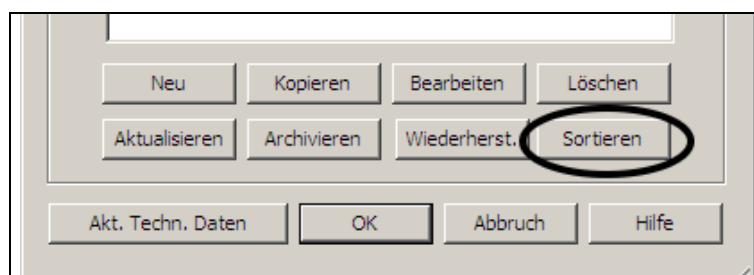 Neu Kopieren Bearbeiten Löschen
Aktualisieren Archivieren Wiederherst. Sortieren
Akt. Techn. Daten OK Abbruch Hilfe